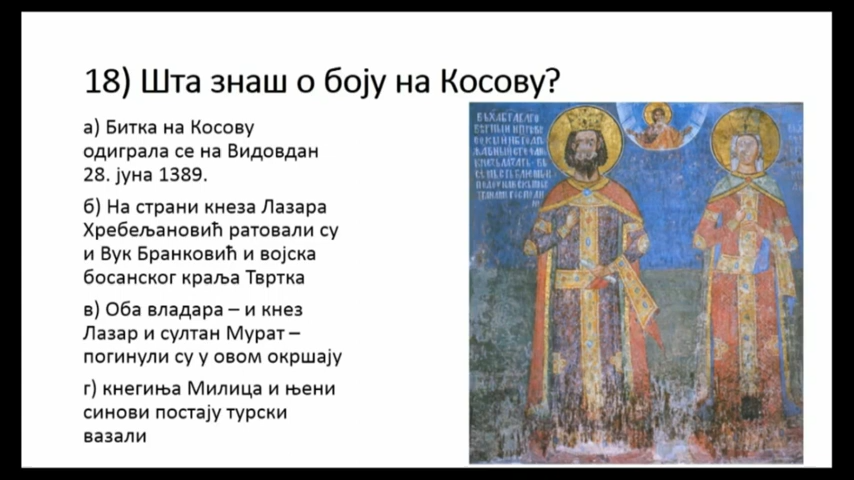 18) Шта знаш о боју на Косову?
а) Битка на Косову
одиграла се на Видовдан
28. јуна 1389.
б) На страни кнеза Лазара
Хребељановић ратовали су
и Вук Бранковић и војска
босанског краља Твртка
в) Оба владара – и кнез
Лазар и султан Мурат –
погинули су у овом окршају
г) кнегиња Милица и њени
синови постају турски
вазали